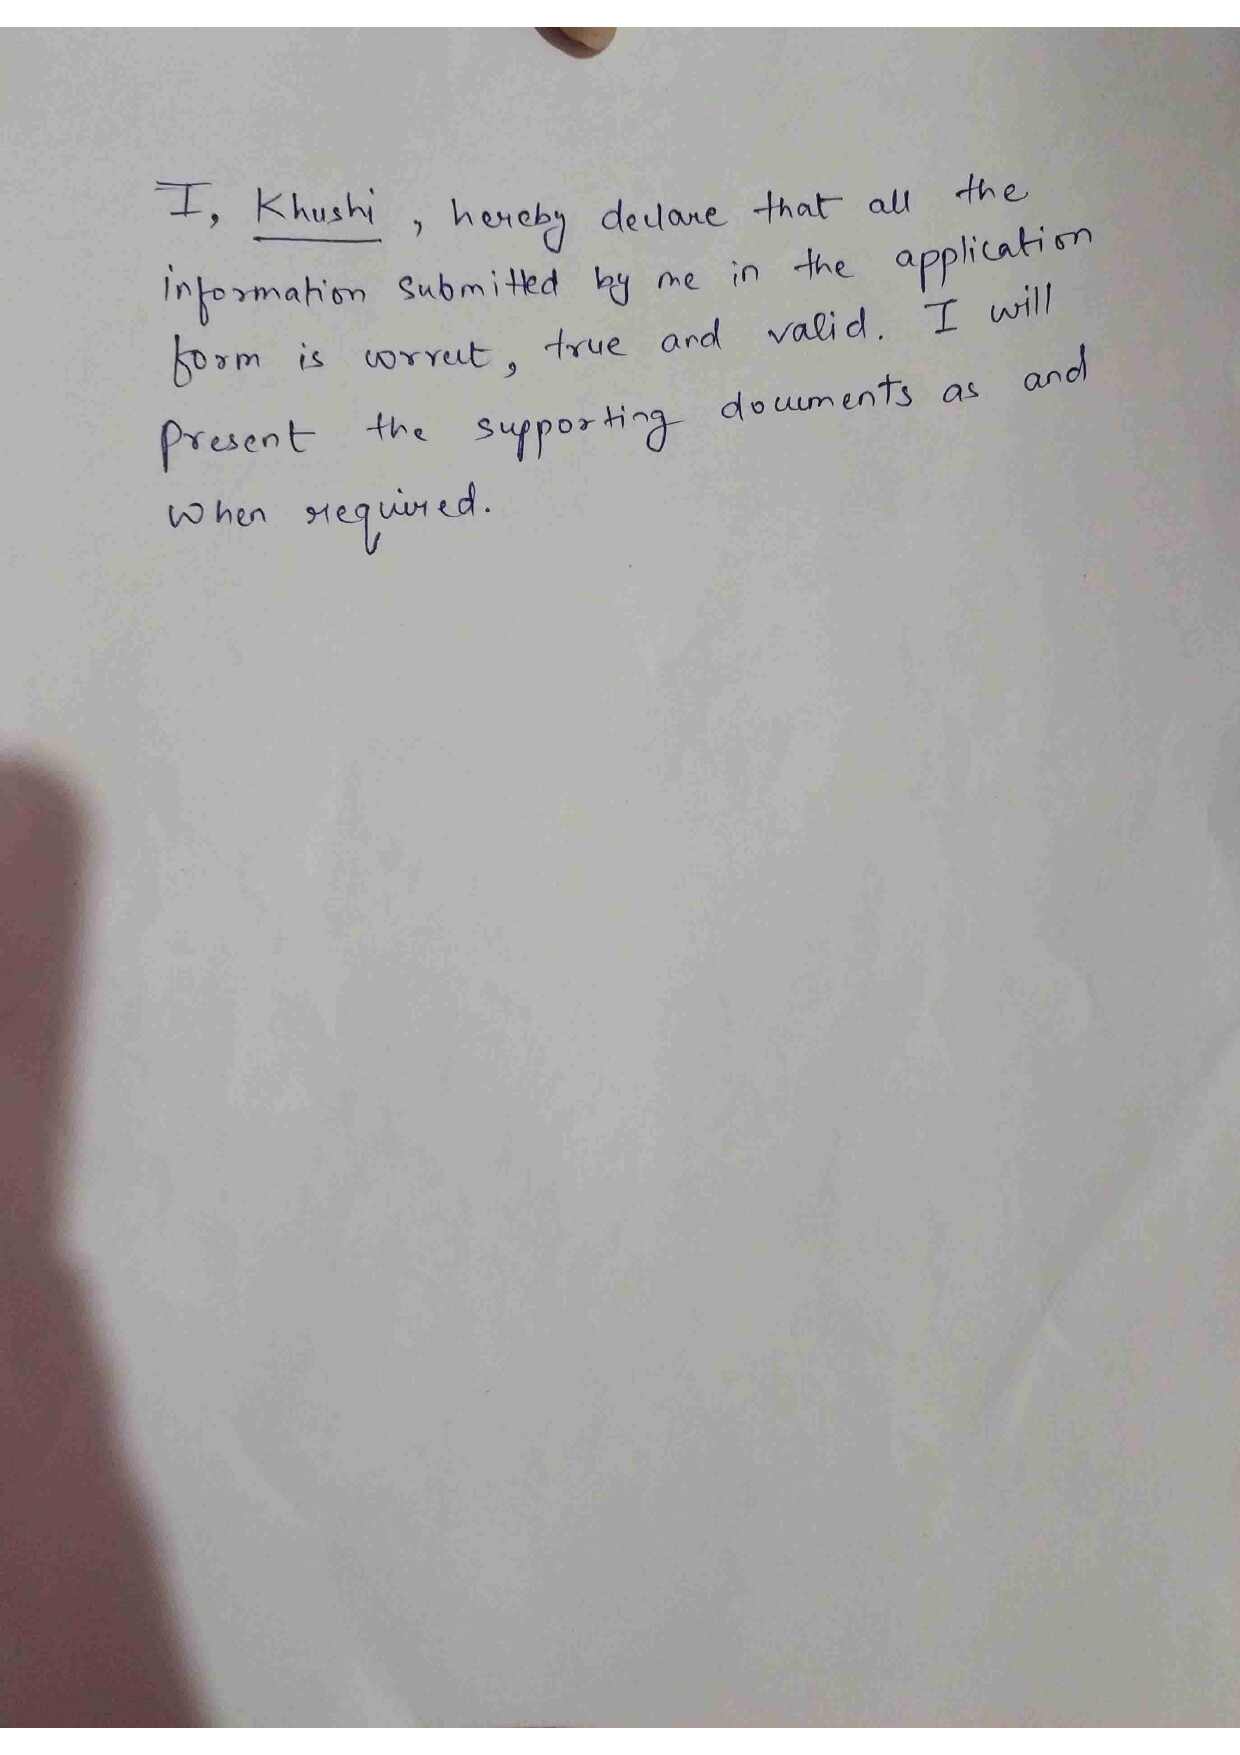 I, Khushi, hereby declare that all the
information submitted by me in the application
form is correct, true and valid. I will
present the supporting documents as and
when required.